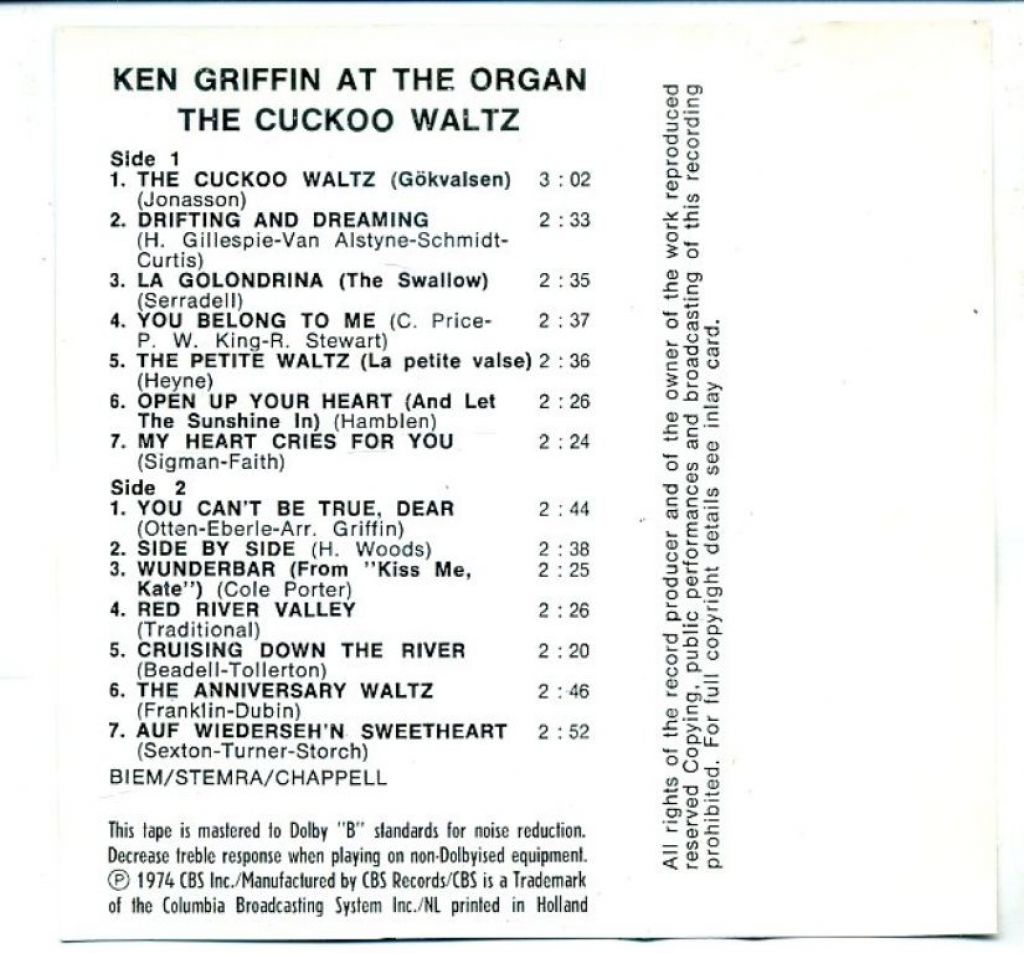 KEN GRIFFIN AT THE ORGAN
THE CUCKOO WALTZ
Side 1
1. THE CUCKOO WALTZ (Gökvalsen) 3 : 02
(Jonasson)
2. DRIFTING AND DREAMING 2 : 33
(H. Gillespie-Van Alstyne-Schmidt-
Curtis)
3. LA GOLONDRINA (The Swallow) 2 : 35
(Serradell)
4. YOU BELONG TO ME (C. Price- 2 : 37
P. W. King-R. Stewart)
5. THE PETITE WALTZ (La petite valse) 2 : 36
(Heyne)
6. OPEN UP YOUR HEART (And Let 2 : 26
The Sunshine In) (Hamblen)
7. MY HEART CRIES FOR YOU 2 : 24
(Sigman-Faith)
Side 2
1. YOU CAN'T BE TRUE, DEAR 2 : 44
(Otten-Eberle-Arr. Griffin)
2. SIDE BY SIDE (H. Woods) 2 : 38
3. WUNDERBAR (From "Kiss Me, 2 : 25
Kate") (Cole Porter)
4. RED RIVER VALLEY 2 : 26
(Traditional)
5. CRUISING DOWN THE RIVER 2 : 20
(Beadell-Tollerton)
6. THE ANNIVERSARY WALTZ 2 : 46
(Franklin-Dubin)
7. AUF WIEDERSEH'N SWEETHEART 2 : 52
(Sexton-Turner-Storch)
BIEM/STEMRA/CHAPPELL
This tape is mastered to Dolby "B" standards for noise reduction.
Decrease treble response when playing on non-Dolbyised equipment.
Ⓟ 1974 CBS Inc./Manufactured by CBS Records/CBS is a Trademark
of the Columbia Broadcasting System Inc./NL printed in Holland
All rights of the record producer and of the owner of the work reproduced
reserved Copying, public performances and broadcasting of this recording
prohibited. For full copyright details see inlay card.